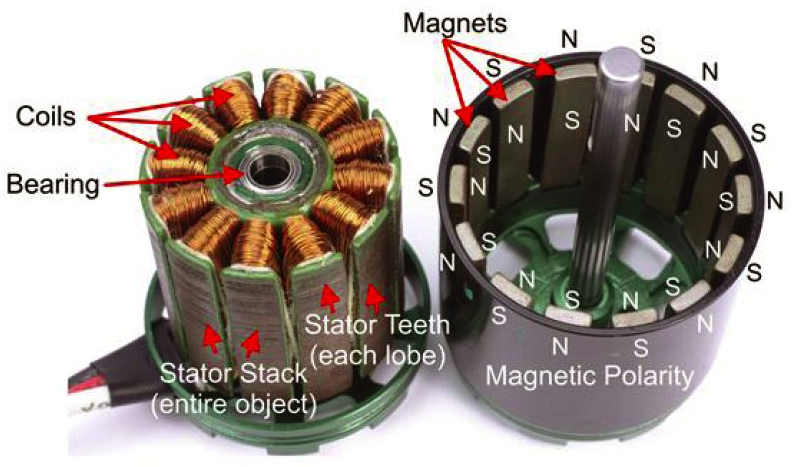 Magnets
Coils
Bearing
Stator Teeth
(each lobe)
Stator Stack
(entire object)
N
S
N
S
N
S
N
S
N
S
N
S
N
S
S
N
S
N
S
N
S
N
S
N
S
N
S
N
Magnetic Polarity